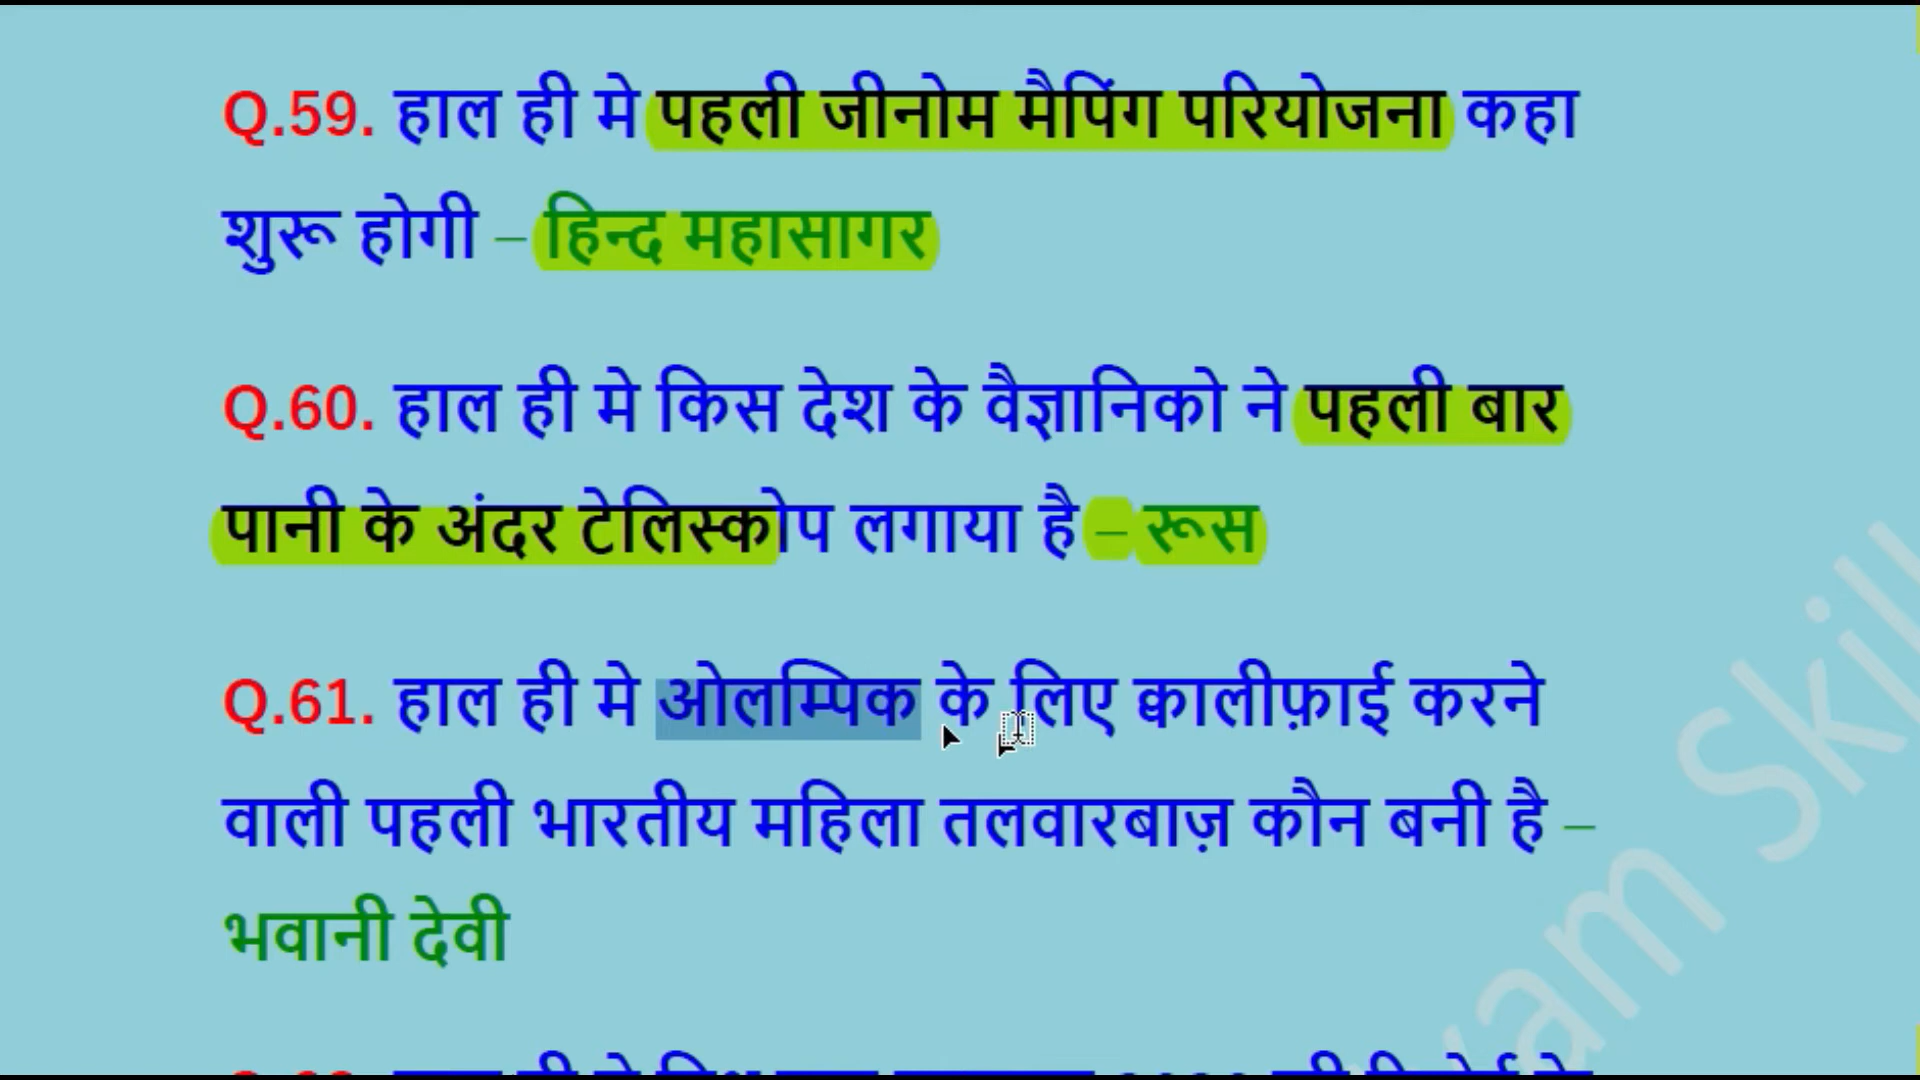 Q.59. हाल ही मे पहली जीनोम मैपिंग परियोजना कहा
शुरू होगी – हिन्द महासागर
Q.60. हाल ही मे किस देश के वैज्ञानिको ने पहली बार
पानी के अंदर टेलिस्कोप लगाया है – रूस
Q.61. हाल ही मे ओलम्पिक के लिए क्वालीफ़ाई करने
वाली पहली भारतीय महिला तलवारबाज़ कौन बनी है –
भवानी देवी